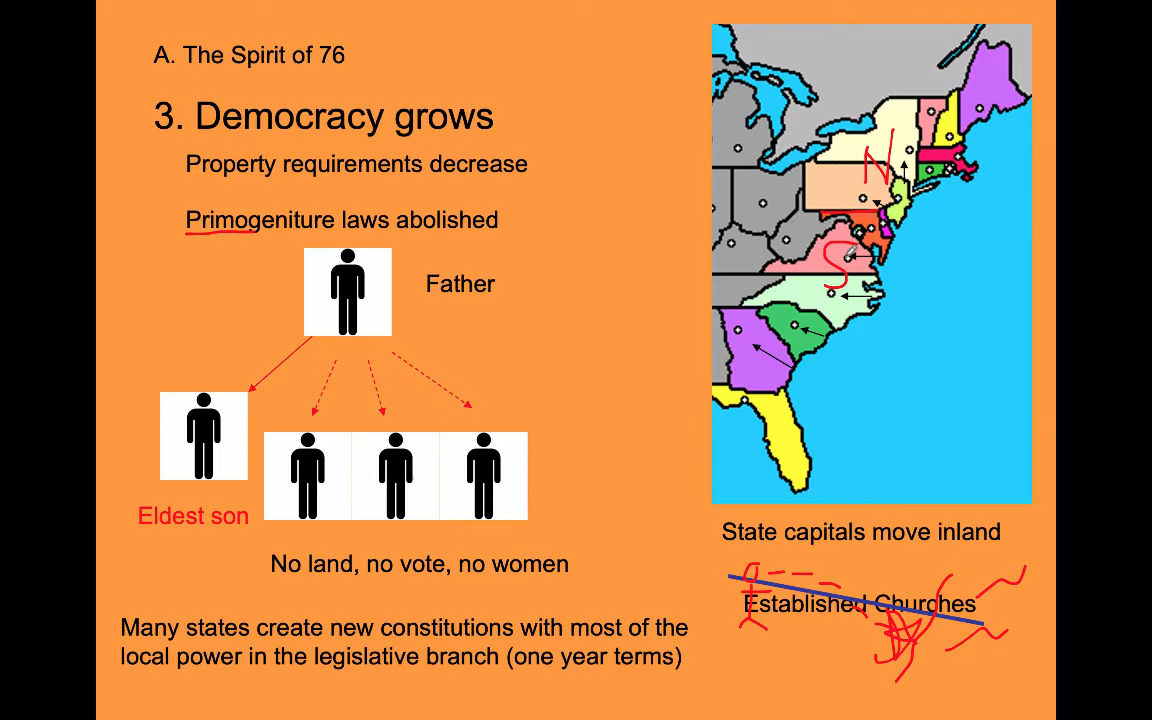 A. The Spirit of 76
3. Democracy grows
Property requirements decrease
Primogeniture laws abolished
Father
Eldest son
No land, no vote, no women
Many states create new constitutions with most of the
local power in the legislative branch (one year terms)
N
S
State capitals move inland
Established Churches